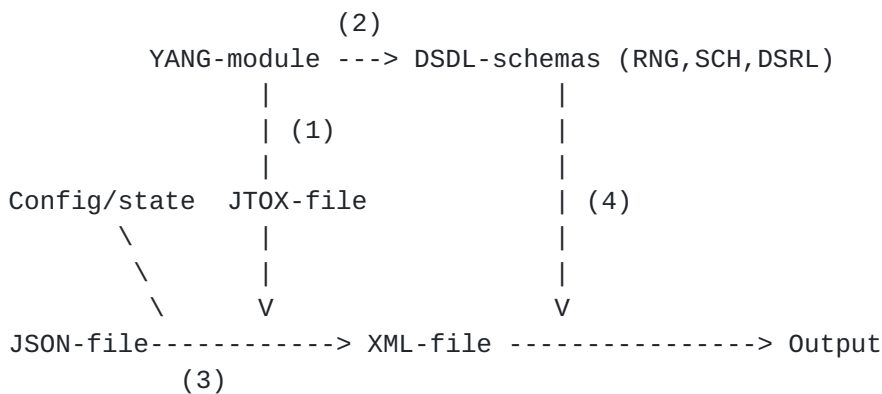 (2)
YANG-module ---> DSDL-schemas (RNG,SCH,DSRL)
| |
| (1) |
| |
Config/state JTOX-file | (4)
\ | |
\ | |
\ V V
JSON-file------------> XML-file ----------------> Output
(3)